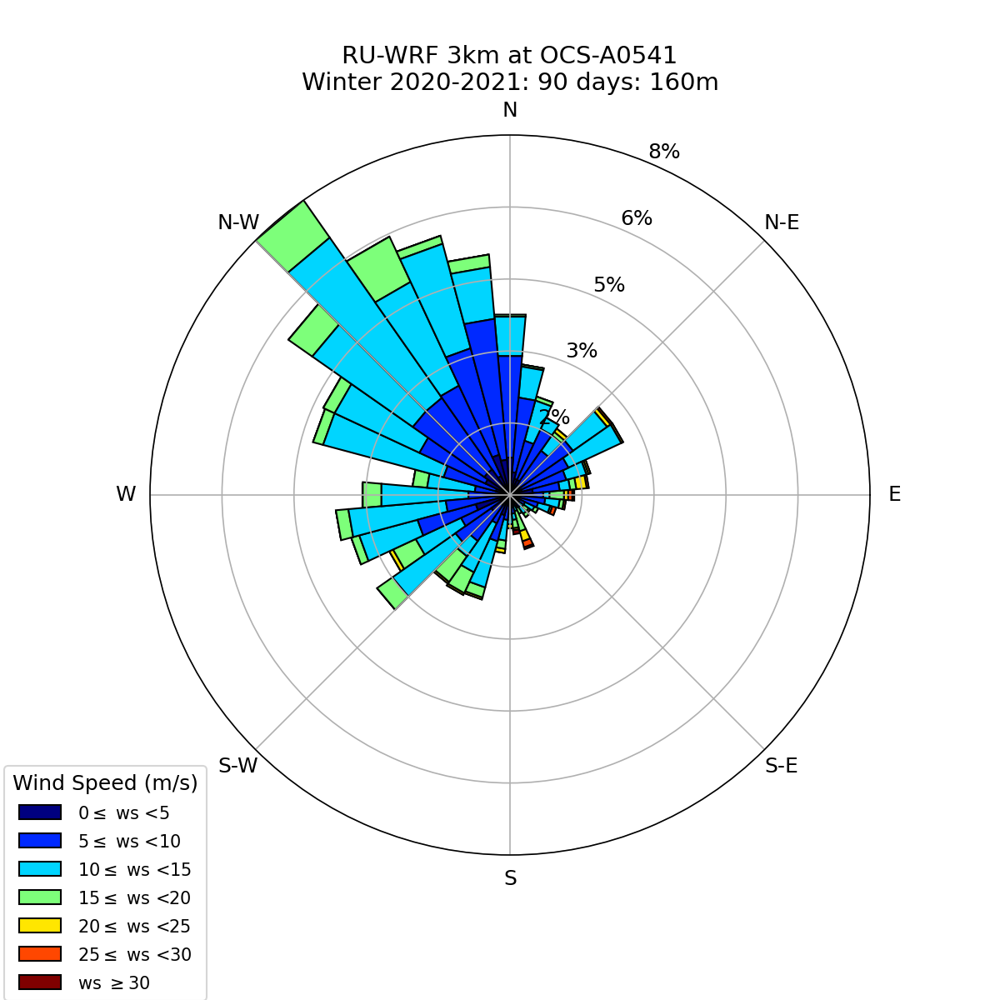 RU-WRF 3km at OCS-A0541
Winter 2020-2021: 90 days: 160m
N
8%
N-W
6%
N-E
5%
3%
2%
W
E
S-W
S-E
S
Wind Speed (m/s)
0≤ ws <5
5≤ ws <10
10≤ ws <15
15≤ ws <20
20≤ ws <25
25≤ ws <30
ws ≥30